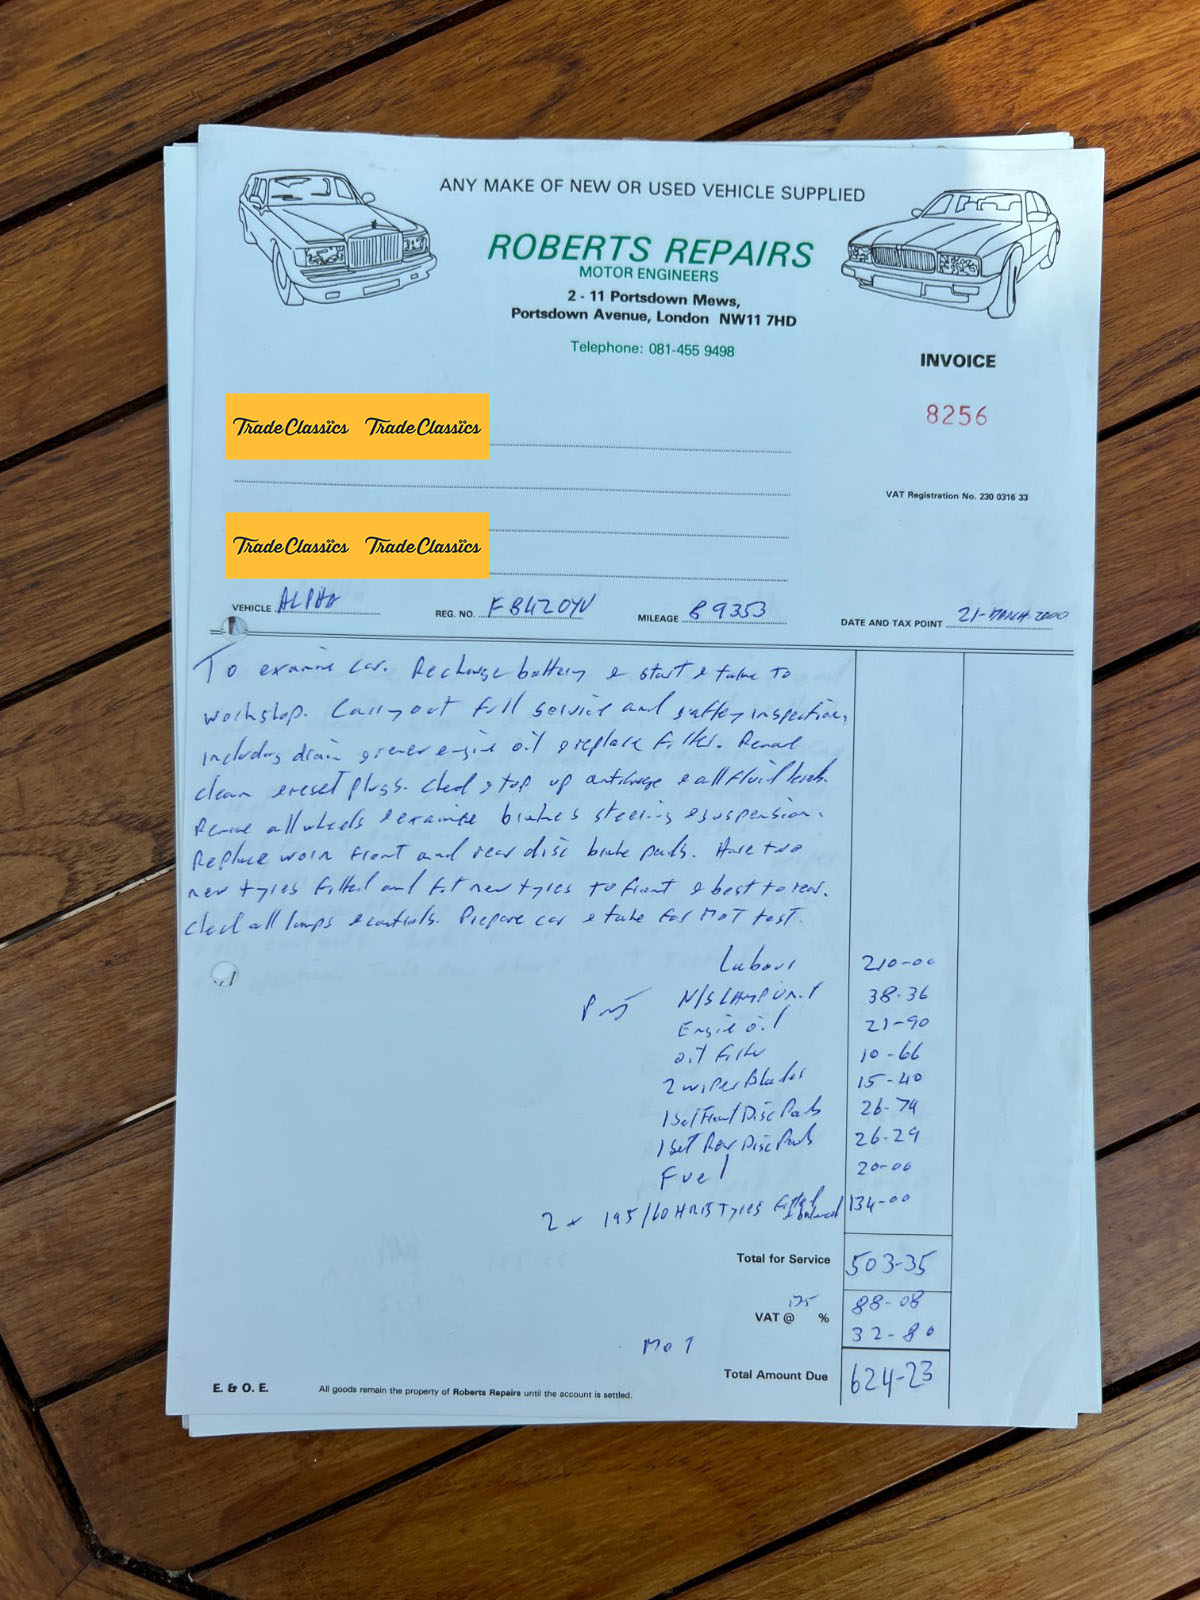 ANY MAKE OF NEW OR USED VEHICLE SUPPLIED
ROBERTS REPAIRS
MOTOR ENGINEERS
2 - 11 Portsdown Mews,
Portsdown Avenue, London NW11 7HD
Telephone: 081-455 9498
INVOICE
8256
TradeClassics TradeClassics
VAT Registration No. 230 0316 33
TradeClassics TradeClassics
VEHICLE ALPHA REG. NO. F842OYU MILEAGE 89353 DATE AND TAX POINT 21-MARCH-2000
To examine car. Recharge battery & start & take to
workshop. Carry out full service and saftey inspection,
including drain & renew engine oil & replace filter. Remove
clean & reset plugs. Check & top up antifreeze & all fluid levels.
Remove all wheels & examine brakes steering & suspension.
Replace worn front and rear disc brake pads. Have two
new tyres fitted and fit new tyres to front & best to rear.
Check all lamps & controls. Prepare car & take for MOT test.
Labour 210-00
Parts N/S LAMP UNIT 38-36
Engine oil 21-90
Oil Filter 10-66
2 wiper Blades 15-40
1 Set Front Disc Pads 26-74
1 Set Rear Disc Pads 26-29
Fuel 20-00
2 x 195/60 HR15 Tyres Fitted & balanced 134-00
Total for Service 503-35
VAT @ 17.5 % 88-08
MOT 32-80
Total Amount Due 624-23
E. & O. E. All goods remain the property of Roberts Repairs until the account is settled.